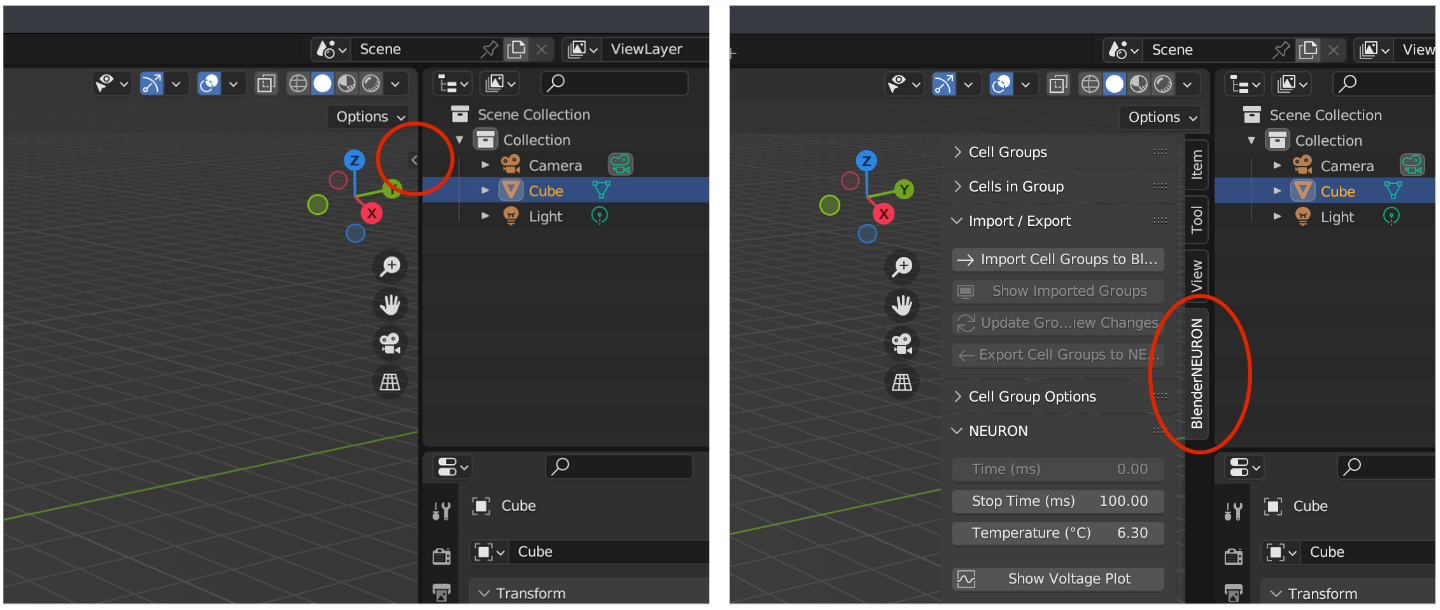 Scene
ViewLayer
Options
Scene Collection
Collection
Camera
Cube
Light
Z
Y
X
Cube
Cube
Transform
Scene
View
Options
Scene Collection
Collection
Camera
Cube
Light
Z
Y
X
Cell Groups
Cells in Group
Import / Export
Import Cell Groups to Bl...
Show Imported Groups
Update Gro...iew Changes
Export Cell Groups to NE...
Cell Group Options
NEURON
Time (ms) 0.00
Stop Time (ms) 100.00
Temperature (°C) 6.30
Show Voltage Plot
Item
Tool
View
BlenderNEURON
Cube
Cube
Transform